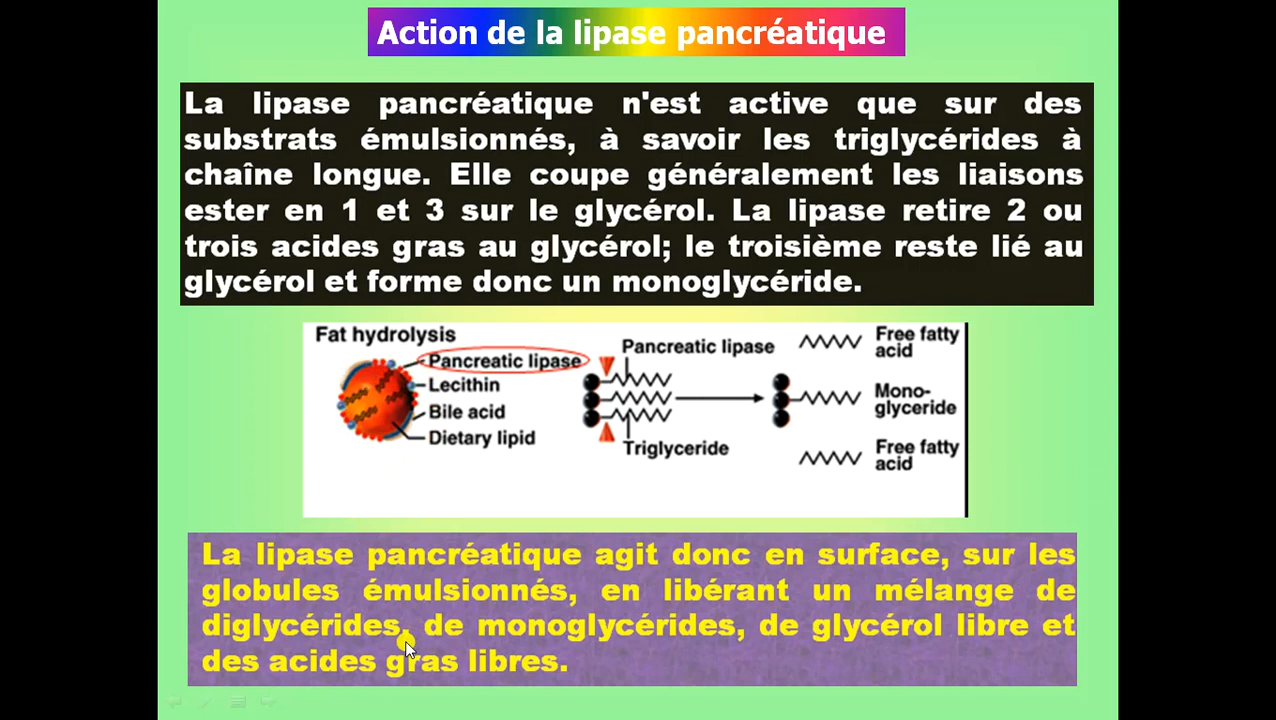 Action de la lipase pancréatique
La lipase pancréatique n'est active que sur des
substrats émulsionnés, à savoir les triglycérides à
chaîne longue. Elle coupe généralement les liaisons
ester en 1 et 3 sur le glycérol. La lipase retire 2 ou
trois acides gras au glycérol; le troisième reste lié au
glycérol et forme donc un monoglycéride.
Fat hydrolysis
Pancreatic lipase
Lecithin
Bile acid
Dietary lipid
Pancreatic lipase
Triglyceride
Free fatty
acid
Mono-
glyceride
Free fatty
acid
La lipase pancréatique agit donc en surface, sur les
globules émulsionnés, en libérant un mélange de
diglycérides, de monoglycérides, de glycérol libre et
des acides gras libres.